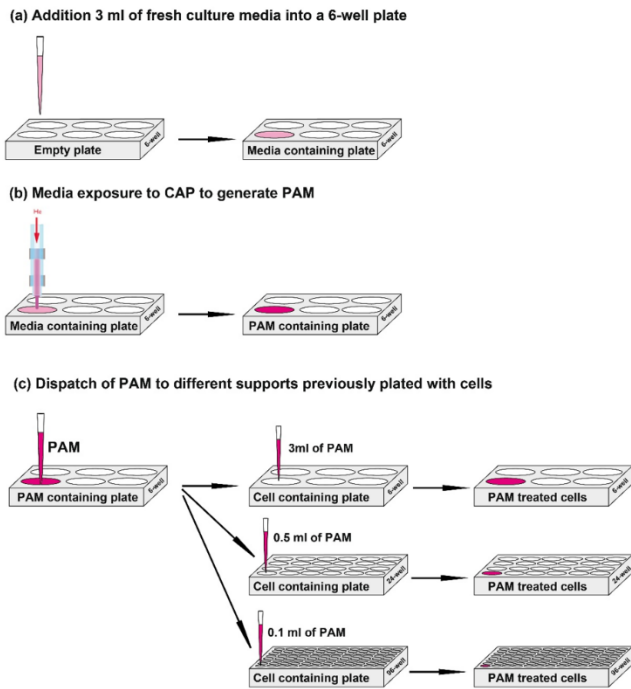 (a) Addition 3 ml of fresh culture media into a 6-well plate
6-well
6-well
Empty plate
Media containing plate
(b) Media exposure to CAP to generate PAM
He
6-well
6-well
Media containing plate
PAM containing plate
(c) Dispatch of PAM to different supports previously plated with cells
PAM
3ml of PAM
6-well
6-well
6-well
PAM containing plate
Cell containing plate
PAM treated cells
0.5 ml of PAM
24-well
24-well
Cell containing plate
PAM treated cells
0.1 ml of PAM
96-well
96-well
Cell containing plate
PAM treated cells